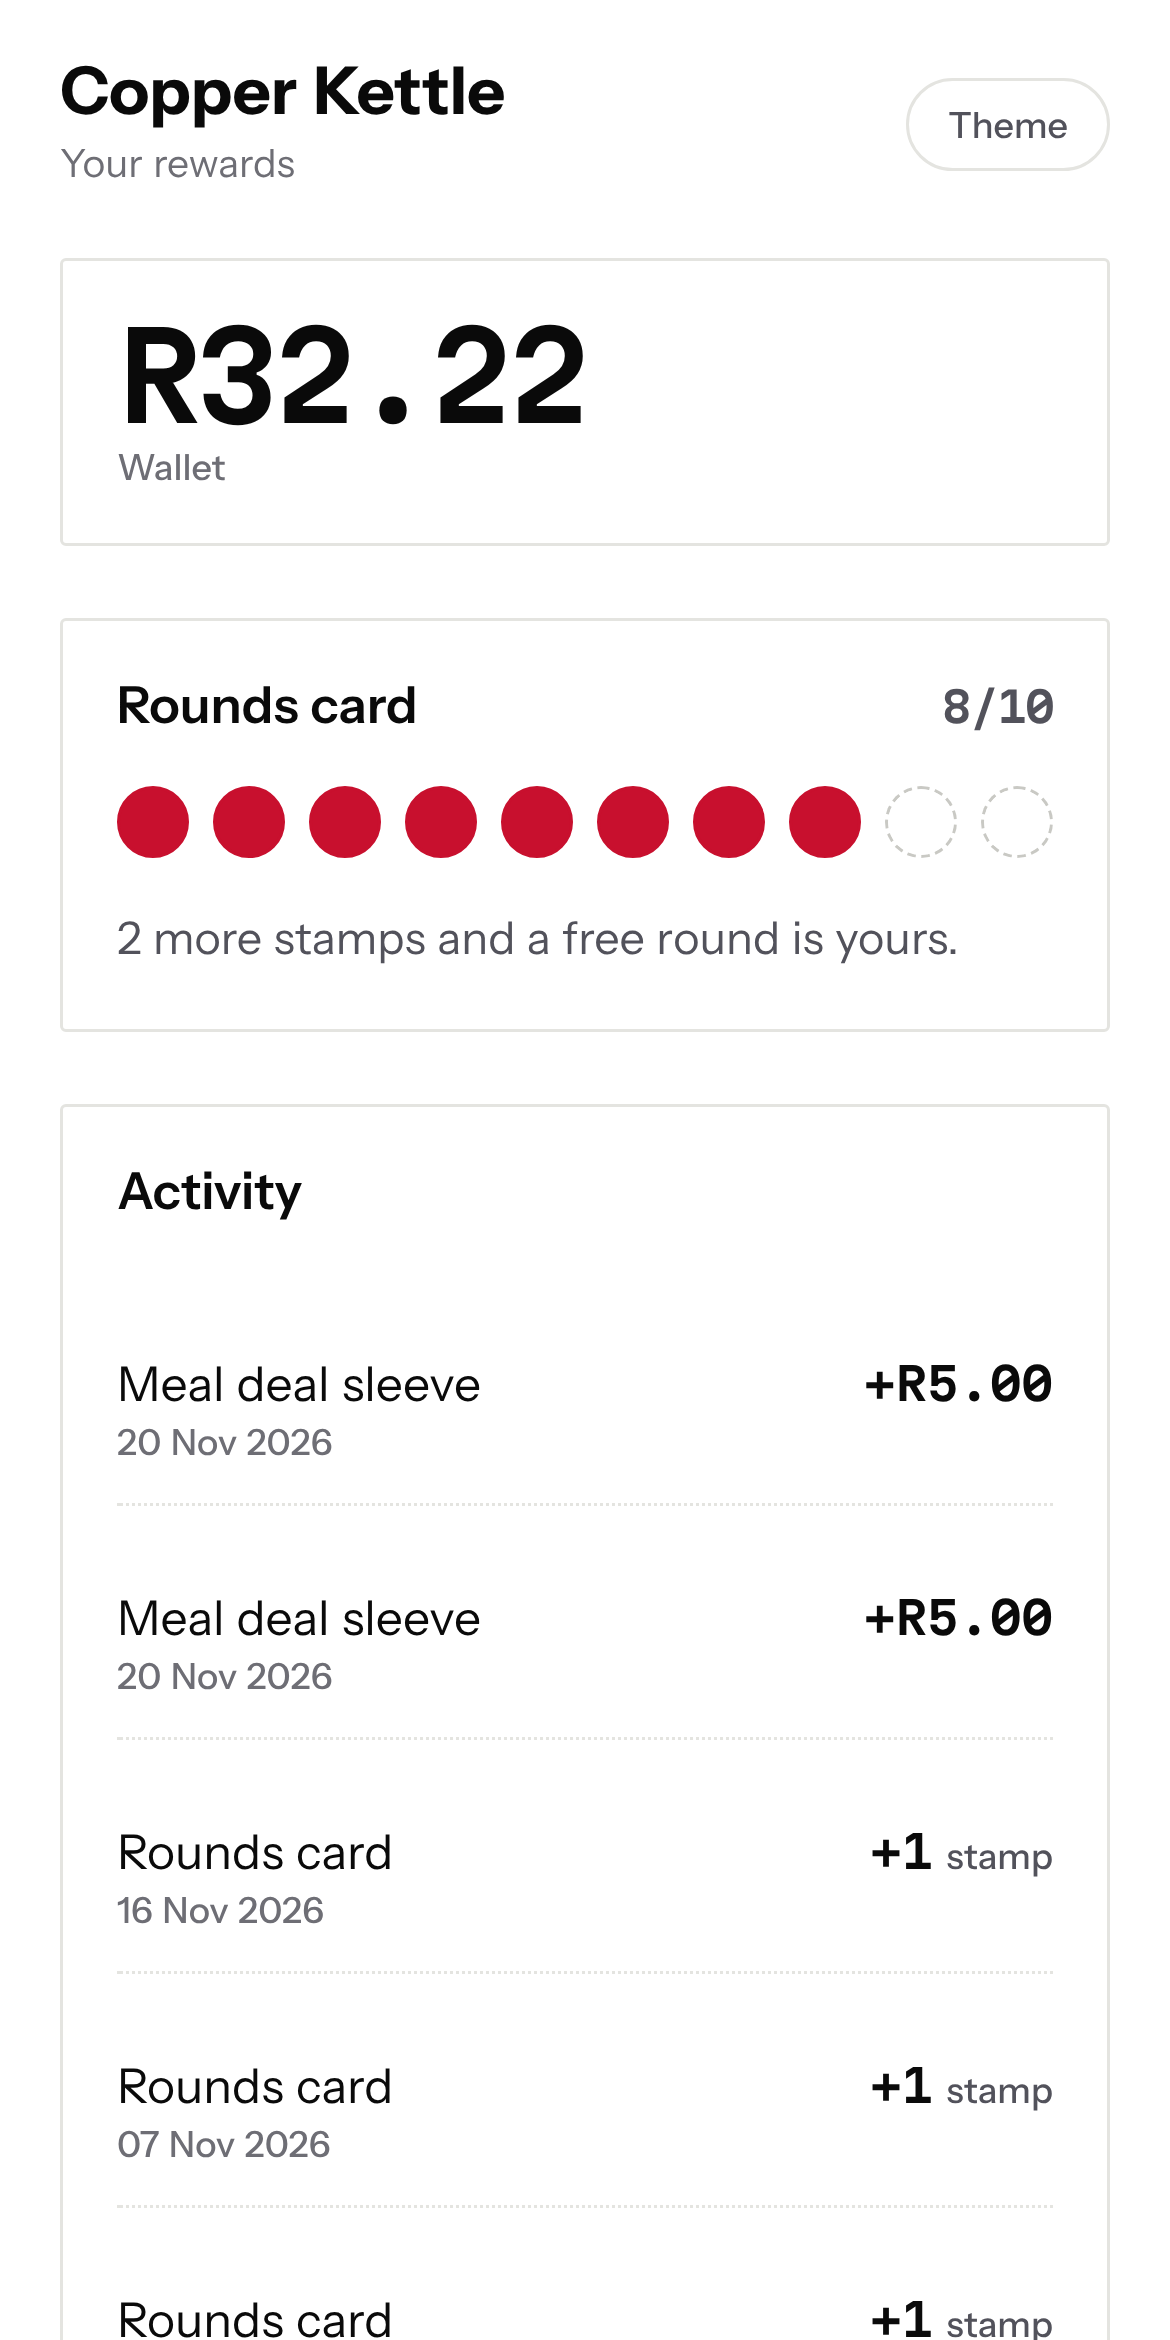 Copper Kettle
Your rewards
Theme
R32.22
Wallet
Rounds card
8/10
2 more stamps and a free round is yours.
Activity
Meal deal sleeve
+R5.00
20 Nov 2026
Meal deal sleeve
+R5.00
20 Nov 2026
Rounds card
+1 stamp
16 Nov 2026
Rounds card
+1 stamp
07 Nov 2026
Rounds card
+1 stamp